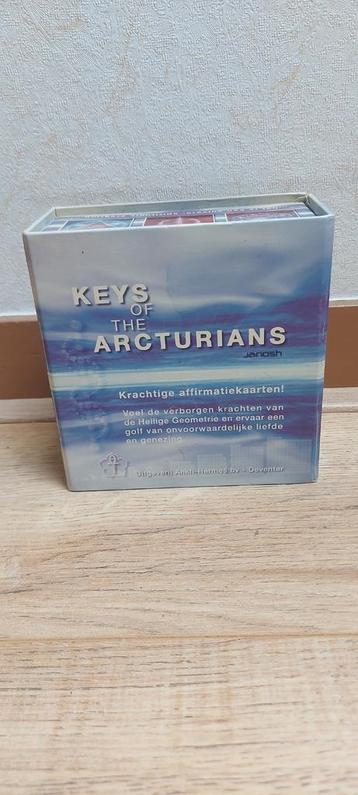 KEYS
OF
THE
ARCTURIANS
Janosh
Krachtige affirmatiekaarten!
Voel de verborgen krachten van
de Heilige Geometrie en ervaar een
golf van onvoorwaardelijke liefde
en genezing
Uitgeverij Ankh-Hermes bv - Deventer